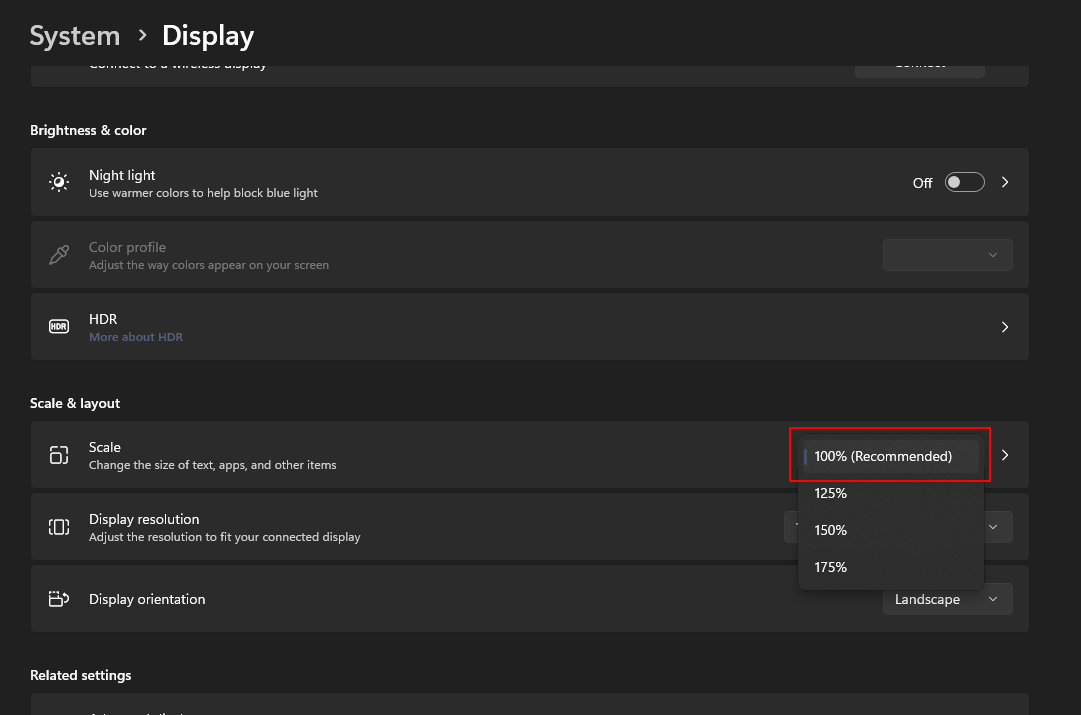 System > Display
Connect to a wireless display
Connect
Brightness & color
Night light
Use warmer colors to help block blue light
Off
Color profile
Adjust the way colors appear on your screen
HDR
HDR
More about HDR
Scale & layout
Scale
Change the size of text, apps, and other items
100% (Recommended)
125%
150%
175%
Display resolution
Adjust the resolution to fit your connected display
Display orientation
Landscape
Related settings